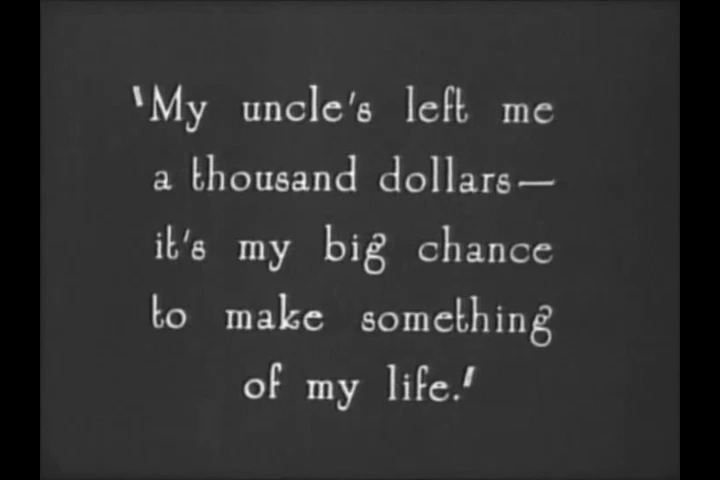 "My uncle's left me
a thousand dollars—
it's my big chance
to make something
of my life."